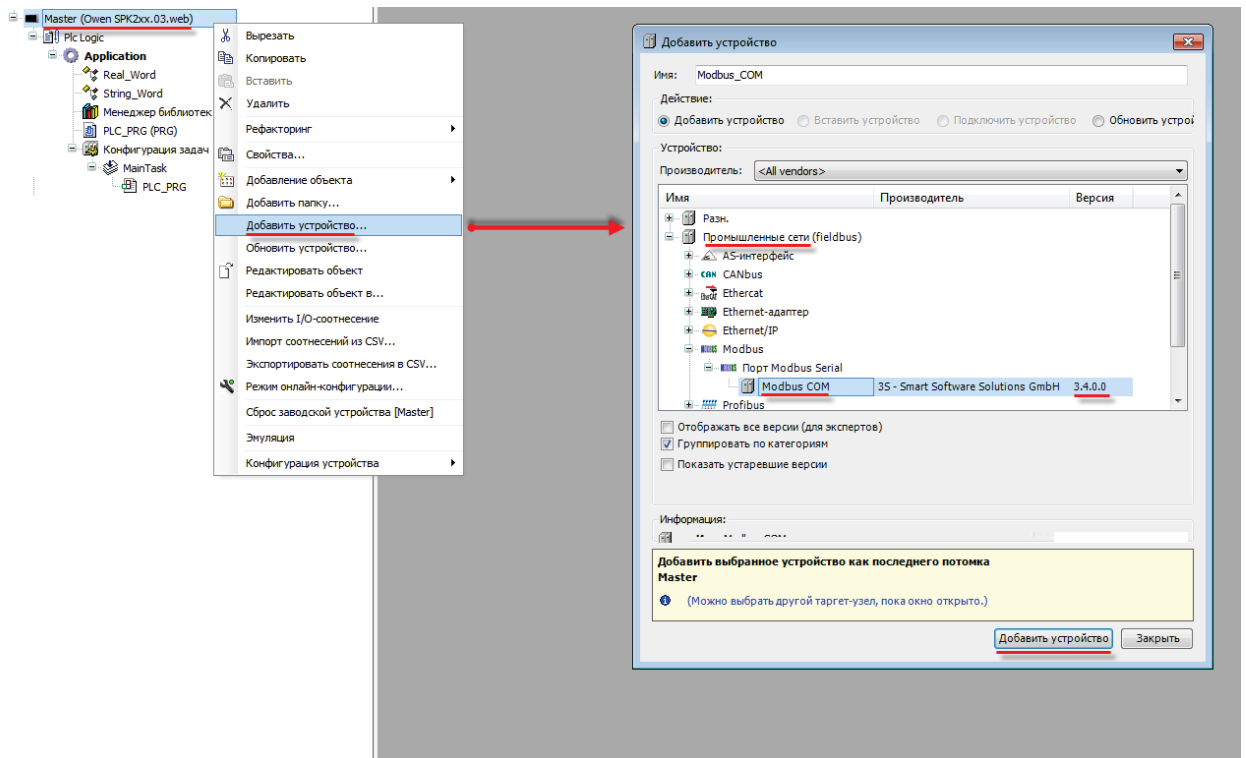 Master (Owen SPK2xx.03.web)
Plc Logic
Application
Real_Word
String_Word
Менеджер библиотек
PLC_PRG (PRG)
Конфигурация задач
MainTask
PLC_PRG
Вырезать
Копировать
Вставить
Удалить
Рефакторинг
Свойства...
Добавление объекта
Добавить папку...
Добавить устройство...
Обновить устройство...
Редактировать объект
Редактировать объект в...
Изменить I/O-соотнесение
Импорт соотнесений из CSV...
Экспортировать соотнесения в CSV...
Режим онлайн-конфигурации...
Сброс заводской устройства [Master]
Эмуляция
Конфигурация устройства
Добавить устройство
Имя: Modbus_COM
Действие:
Добавить устройство Вставить устройство Подключить устройство Обновить устрой
Устройство:
Производитель: <All vendors>
Имя Производитель Версия
Разн.
Промышленные сети (fieldbus)
AS-интерфейс
CAN CANbus
Ethercat
Ethernet-адаптер
Ethernet/IP
Modbus
Порт Modbus Serial
Modbus COM 3S - Smart Software Solutions GmbH 3.4.0.0
Profibus
Отображать все версии (для экспертов)
Группировать по категориям
Показать устаревшие версии
Информация:
Добавить выбранное устройство как последнего потомка
Master
(Можно выбрать другой таргет-узел, пока окно открыто.)
Добавить устройство Закрыть